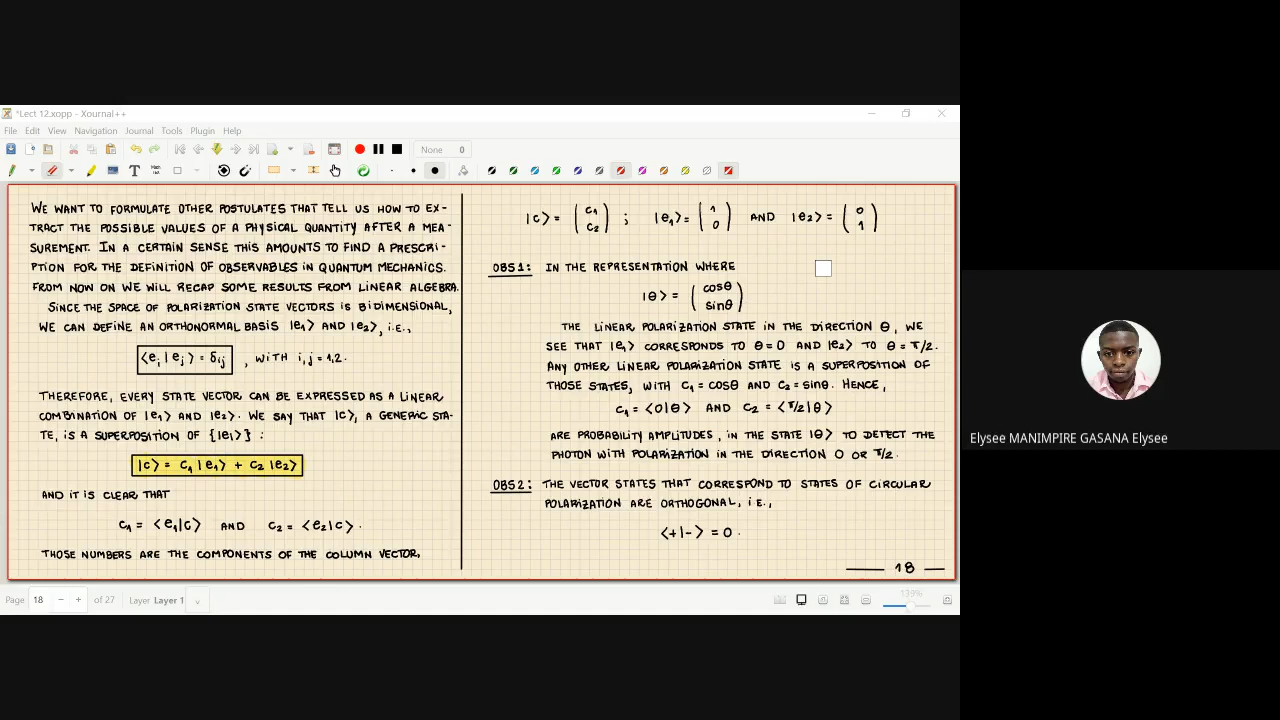 *Lect 12.xopp - Xournal++
File Edit View Navigation Journal Tools Plugin Help
None 0
WE WANT TO FORMULATE OTHER POSTULATES THAT TELL US HOW TO EX-
TRACT THE POSSIBLE VALUES OF A PHYSICAL QUANTITY AFTER A MEA-
SUREMENT. IN A CERTAIN SENSE THIS AMOUNTS TO FIND A PRESCRI-
PTION FOR THE DEFINITION OF OBSERVABLES IN QUANTUM MECHANICS.
FROM NOW ON WE WILL RECAP SOME RESULTS FROM LINEAR ALGEBRA.
SINCE THE SPACE OF POLARIZATION STATE VECTORS IS BIDIMENSIONAL,
WE CAN DEFINE AN ORTHONORMAL BASIS |e₁⟩ AND |e₂⟩, i.e.,
⟨eᵢ|eⱼ⟩ = δᵢⱼ , WITH i,j = 1,2.
THEREFORE, EVERY STATE VECTOR CAN BE EXPRESSED AS A LINEAR
COMBINATION OF |e₁⟩ AND |e₂⟩. WE SAY THAT |c⟩, A GENERIC STA-
TE, IS A SUPERPOSITION OF {|eᵢ⟩} :
|c⟩ = c₁ |e₁⟩ + c₂ |e₂⟩
AND IT IS CLEAR THAT
c₁ = ⟨e₁|c⟩ AND c₂ = ⟨e₂|c⟩ .
THOSE NUMBERS ARE THE COMPONENTS OF THE COLUMN VECTOR,
|c⟩ = (c₁ c₂) ; |e₁⟩ = (1 0) AND |e₂⟩ = (0 1)
OBS1: IN THE REPRESENTATION WHERE
|θ⟩ = (cosθ sinθ)
THE LINEAR POLARIZATION STATE IN THE DIRECTION θ, WE
SEE THAT |e₁⟩ CORRESPONDS TO θ=0 AND |e₂⟩ TO θ=π/2.
ANY OTHER LINEAR POLARIZATION STATE IS A SUPERPOSITION OF
THOSE STATES, WITH c₁ = cosθ AND c₂ = sinθ. HENCE,
c₁ = ⟨0|θ⟩ AND c₂ = ⟨π/2|θ⟩
ARE PROBABILITY AMPLITUDES, IN THE STATE |θ⟩ TO DETECT THE
PHOTON WITH POLARIZATION IN THE DIRECTION 0 OR π/2.
OBS2: THE VECTOR STATES THAT CORRESPOND TO STATES OF CIRCULAR
POLARIZATION ARE ORTHOGONAL, i.e.,
⟨+|-⟩ = 0 .
18
Page 18 − + of 27 Layer Layer 1
139%
Elysee MANIMPIRE GASANA Elysee